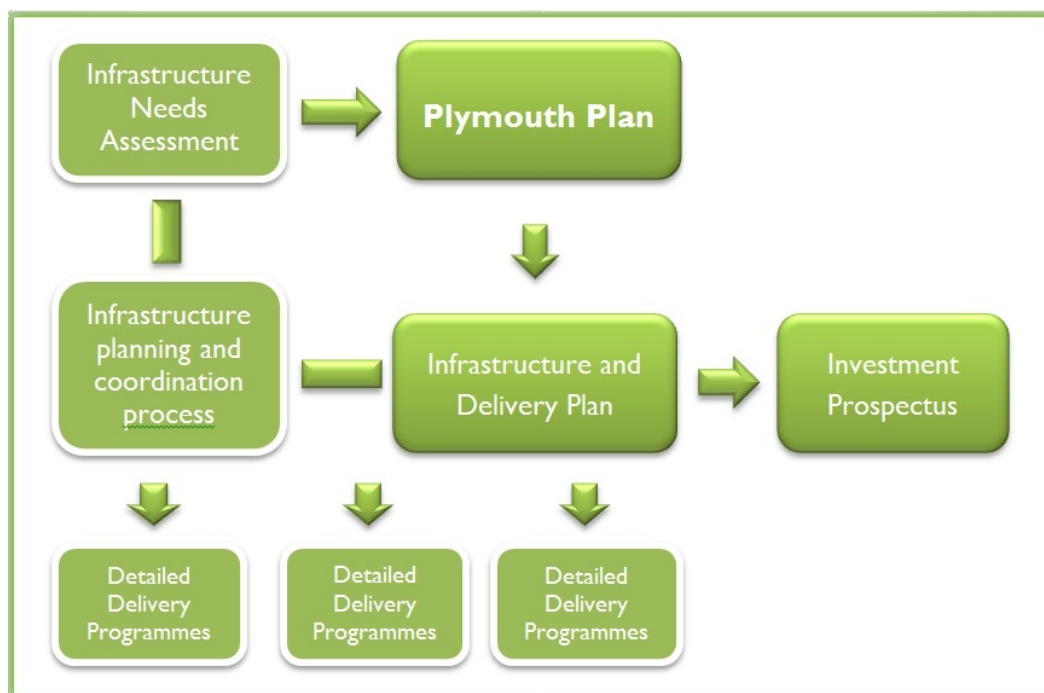 Infrastructure
Needs
Assessment
Plymouth Plan
Infrastructure
planning and
coordination
process
Infrastructure and
Delivery Plan
Investment
Prospectus
Detailed
Delivery
Programmes
Detailed
Delivery
Programmes
Detailed
Delivery
Programmes